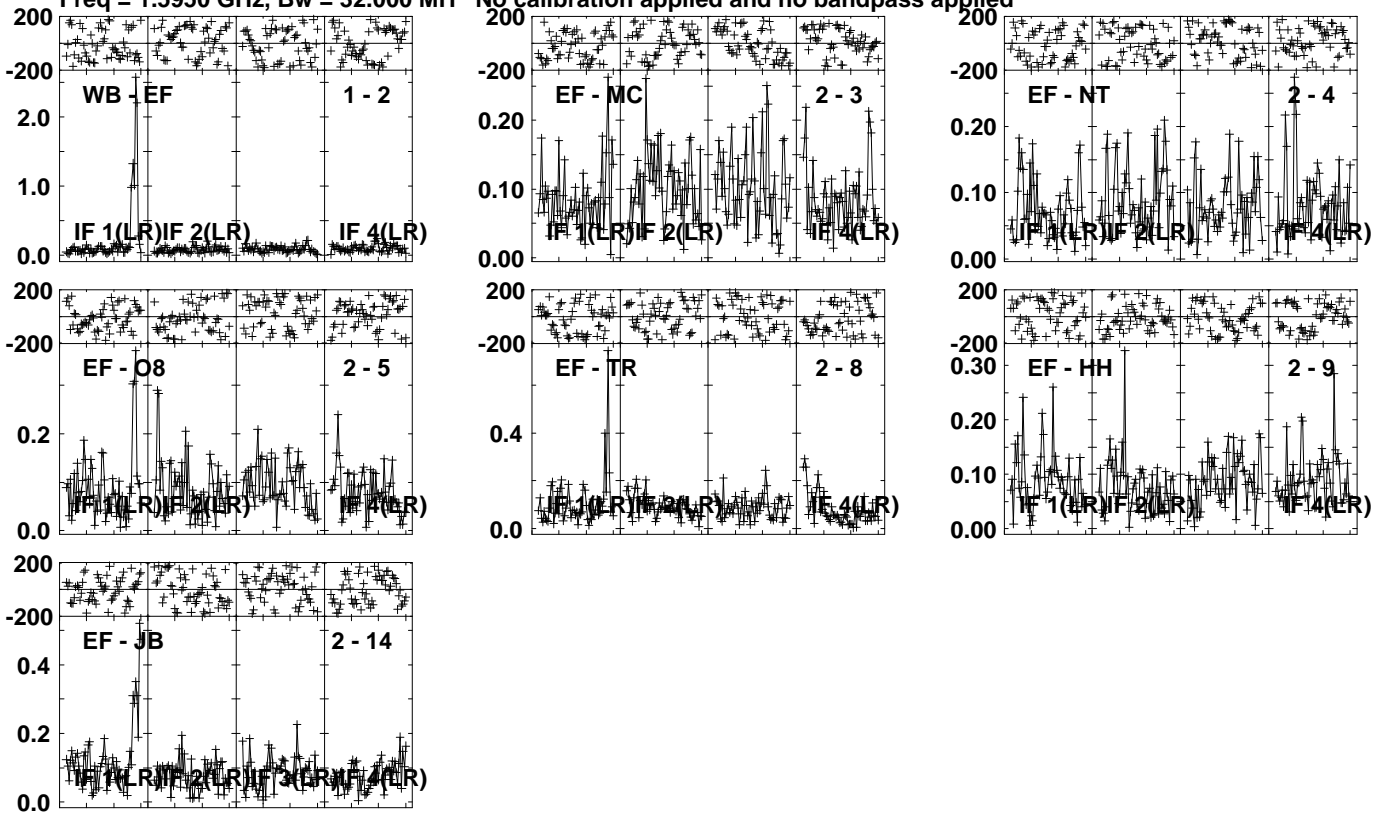 Freq = 1.5950 GHz, Bw = 32.000 MH No calibration applied and no bandpass applied
200
-200
WB - EF
1 - 2
2.0
1.0
0.0
IF 1(LR)
IF 2(LR)
IF 4(LR)
200
-200
EF - MC
2 - 3
0.20
0.10
0.00
IF 1(LR)
IF 2(LR)
IF 4(LR)
200
-200
EF - NT
2 - 4
0.20
0.10
0.00
IF 1(LR)
IF 2(LR)
IF 4(LR)
200
-200
EF - O8
2 - 5
0.2
0.0
IF 1(LR)
IF 2(LR)
IF 4(LR)
200
-200
EF - TR
2 - 8
0.4
0.0
IF 1(LR)
IF 2(LR)
IF 4(LR)
200
-200
0.30
EF - HH
2 - 9
0.20
0.10
0.00
IF 1(LR)
IF 2(LR)
IF 4(LR)
200
-200
EF - JB
2 - 14
0.4
0.2
0.0
IF 1(LR)
IF 2(LR)
IF 3(LR)
IF 4(LR)